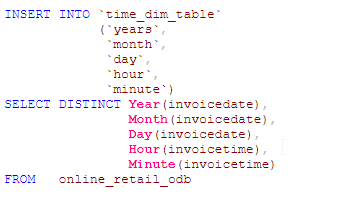 INSERT INTO `time_dim_table`
(`years`,
`month`,
`day`,
`hour`,
`minute`)
SELECT DISTINCT Year(invoicedate),
Month(invoicedate),
Day(invoicedate),
Hour(invoicetime),
Minute(invoicetime)
FROM online_retail_odb